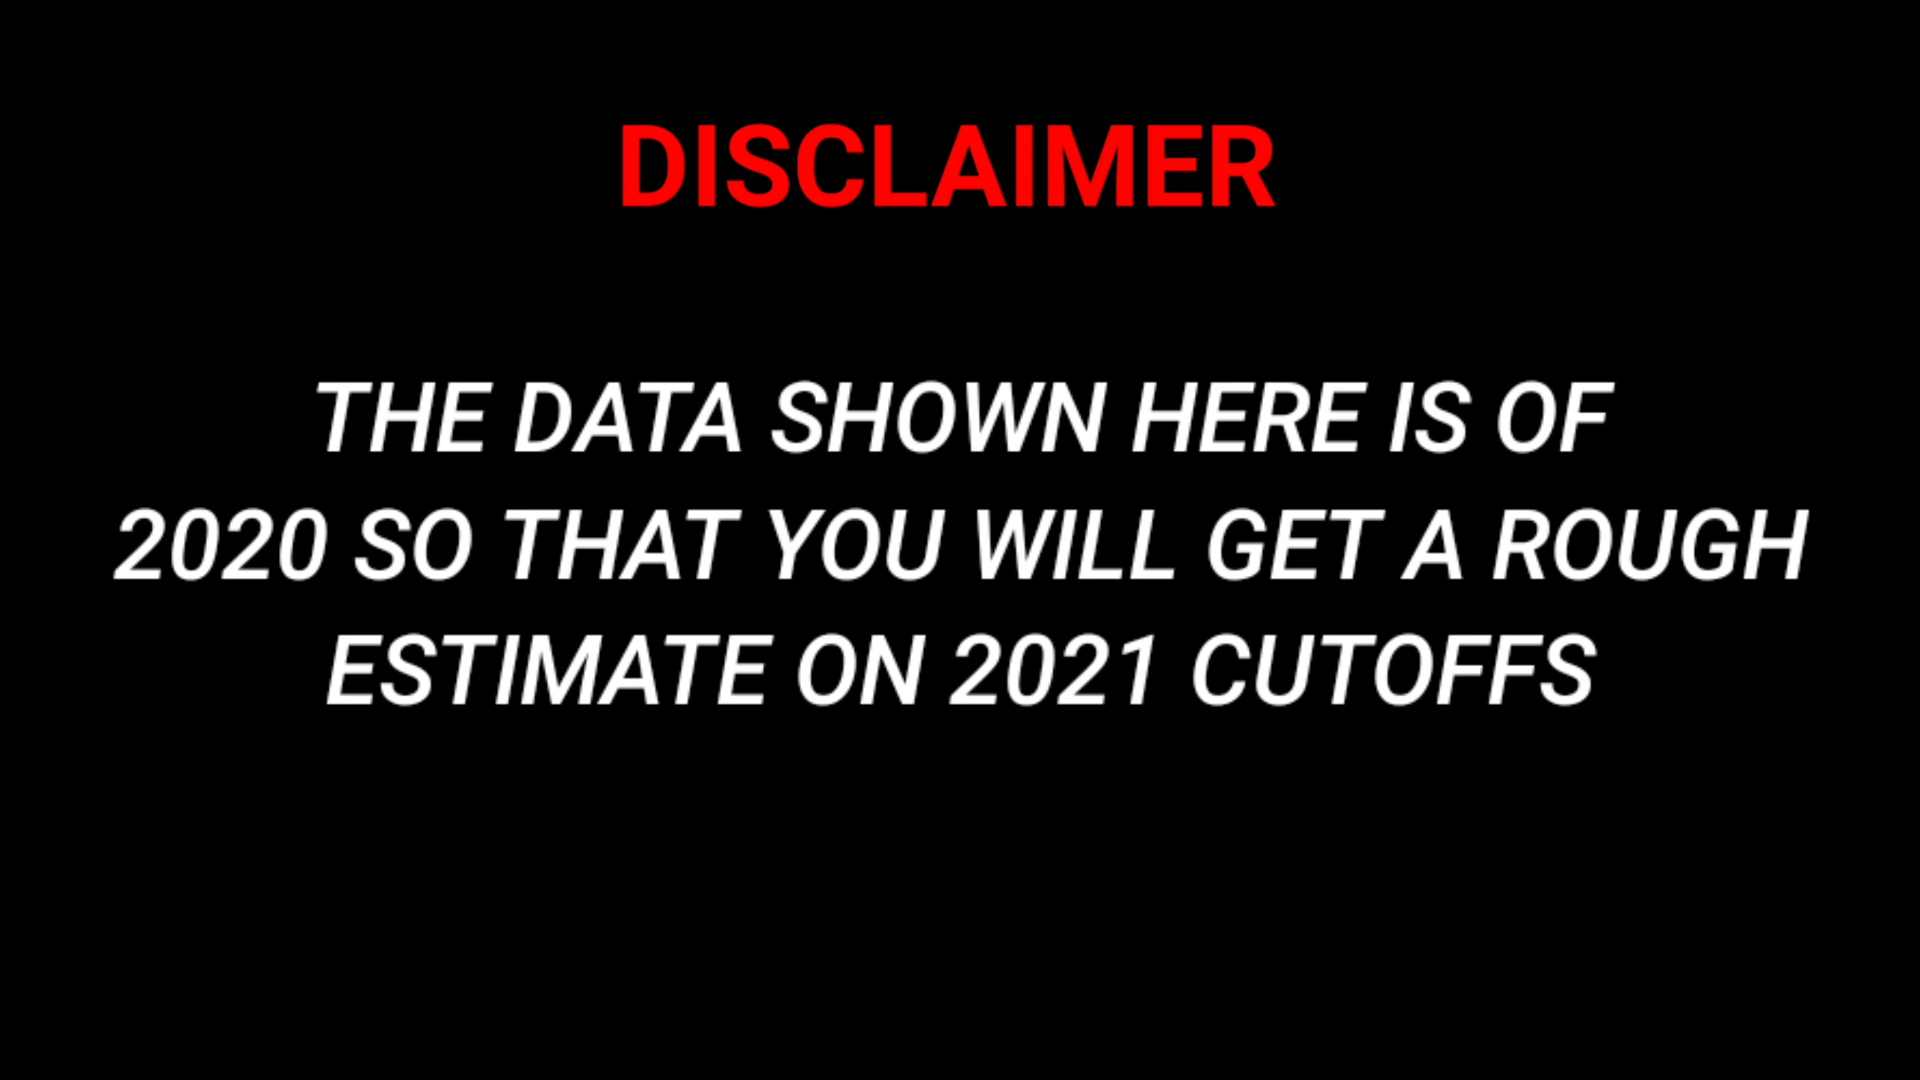 DISCLAIMER
THE DATA SHOWN HERE IS OF
2020 SO THAT YOU WILL GET A ROUGH
ESTIMATE ON 2021 CUTOFFS